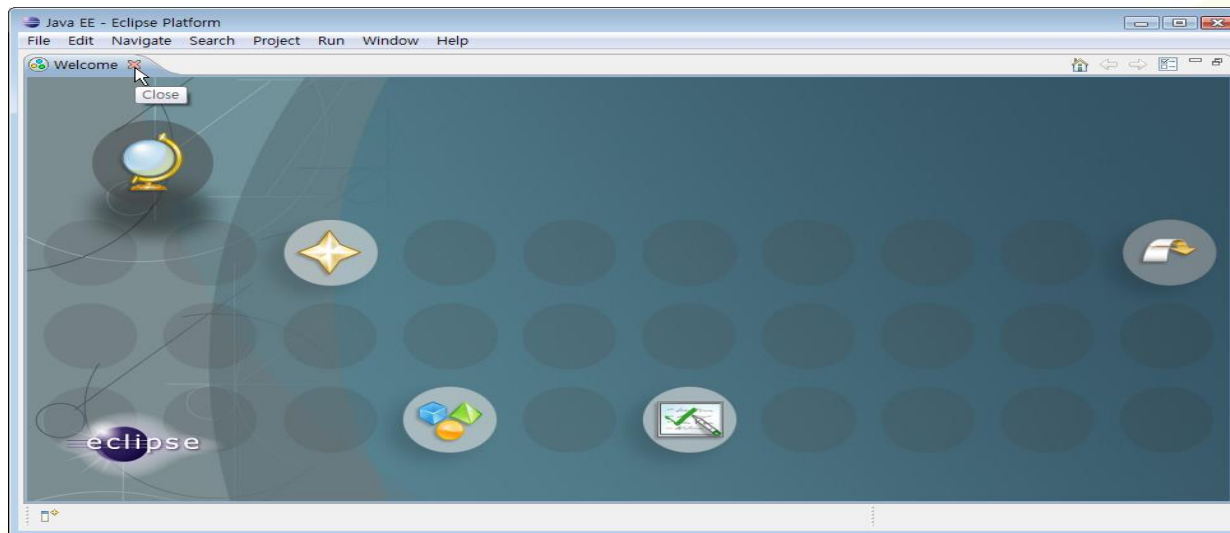 Java EE - Eclipse Platform
File Edit Navigate Search Project Run Window Help
Welcome
Close
eclipse